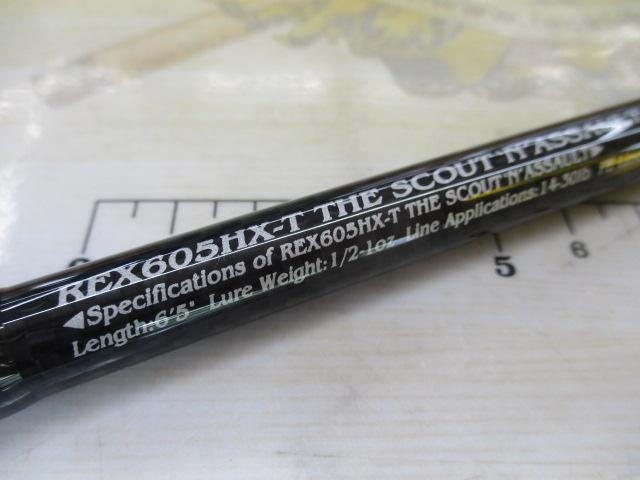 REX605HX-T THE SCOUT 'N' ASSAULT
◀Specifications of REX605HX-T THE SCOUT 'N' ASSAULT▶
Length:6'5" Lure Weight:1/2-1oz Line Applications:14-30lb
5 6